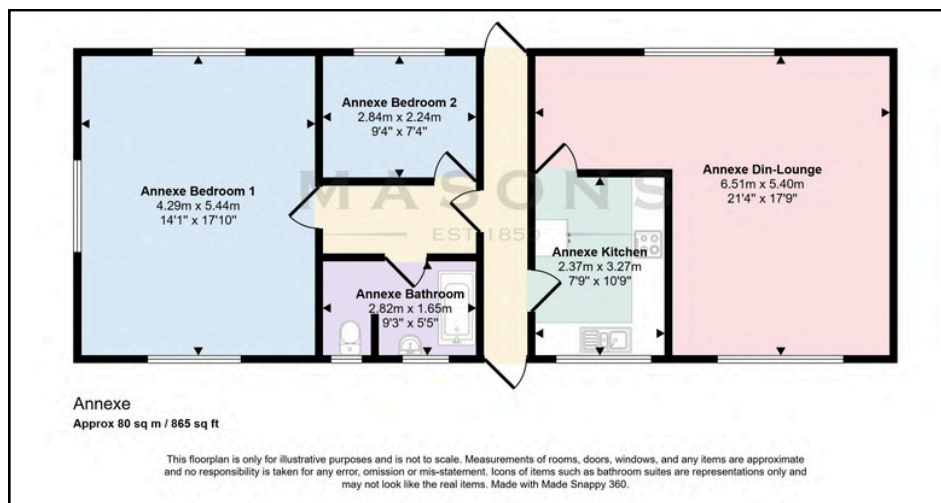 Annexe Bedroom 1
4.29m x 5.44m
14'1" x 17'10"
Annexe Bedroom 2
2.84m x 2.24m
9'4" x 7'4"
Annexe Din-Lounge
6.51m x 5.40m
21'4" x 17'9"
MASONS
EST 1850
Annexe Kitchen
2.37m x 3.27m
7'9" x 10'9"
Annexe Bathroom
2.82m x 1.65m
9'3" x 5'5"
Annexe
Approx 80 sq m / 865 sq ft
This floorplan is only for illustrative purposes and is not to scale. Measurements of rooms, doors, windows, and any items are approximate
and no responsibility is taken for any error, omission or mis-statement. Icons of items such as bathroom suites are representations only and
may not look like the real items. Made with Made Snappy 360.